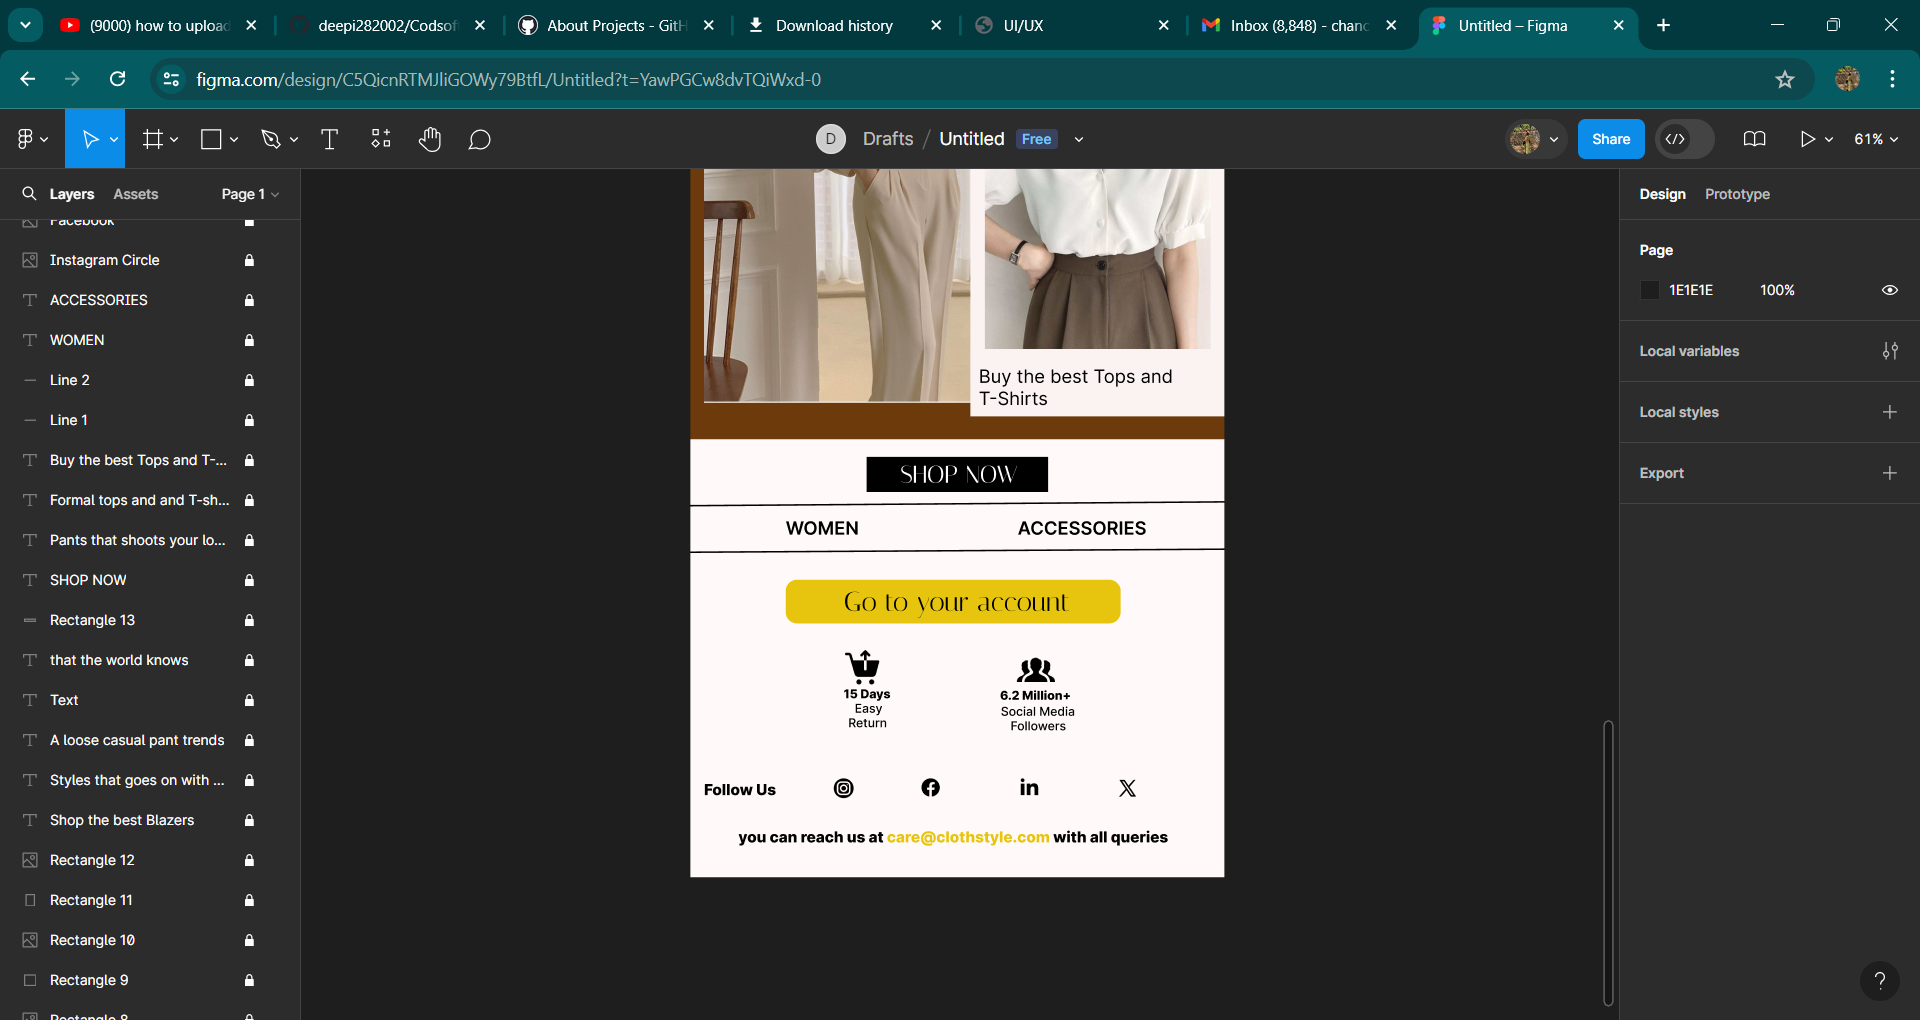 (9000) how to upload
deepi282002/Codsof
About Projects - GitH
Download history
UI/UX
Inbox (8,848) - chanc
Untitled – Figma
figma.com/design/C5QicnRTMJliGOWy79BtfL/Untitled?t=YawPGCw8dvTQiWxd-0
D
Drafts / Untitled Free
Share
61%
Layers Assets Page 1
Design Prototype
Facebook
Instagram Circle
ACCESSORIES
WOMEN
Line 2
Line 1
Buy the best Tops and T-...
Formal tops and and T-sh...
Pants that shoots your lo...
SHOP NOW
Rectangle 13
that the world knows
Text
A loose casual pant trends
Styles that goes on with ...
Shop the best Blazers
Rectangle 12
Rectangle 11
Rectangle 10
Rectangle 9
Rectangle 8
Buy the best Tops and
T-Shirts
SHOP NOW
WOMEN ACCESSORIES
Go to your account
15 Days
Easy
Return
6.2 Million+
Social Media
Followers
Follow Us
in
X
you can reach us at care@clothstyle.com with all queries
Page
1E1E1E 100%
Local variables
Local styles
Export
?